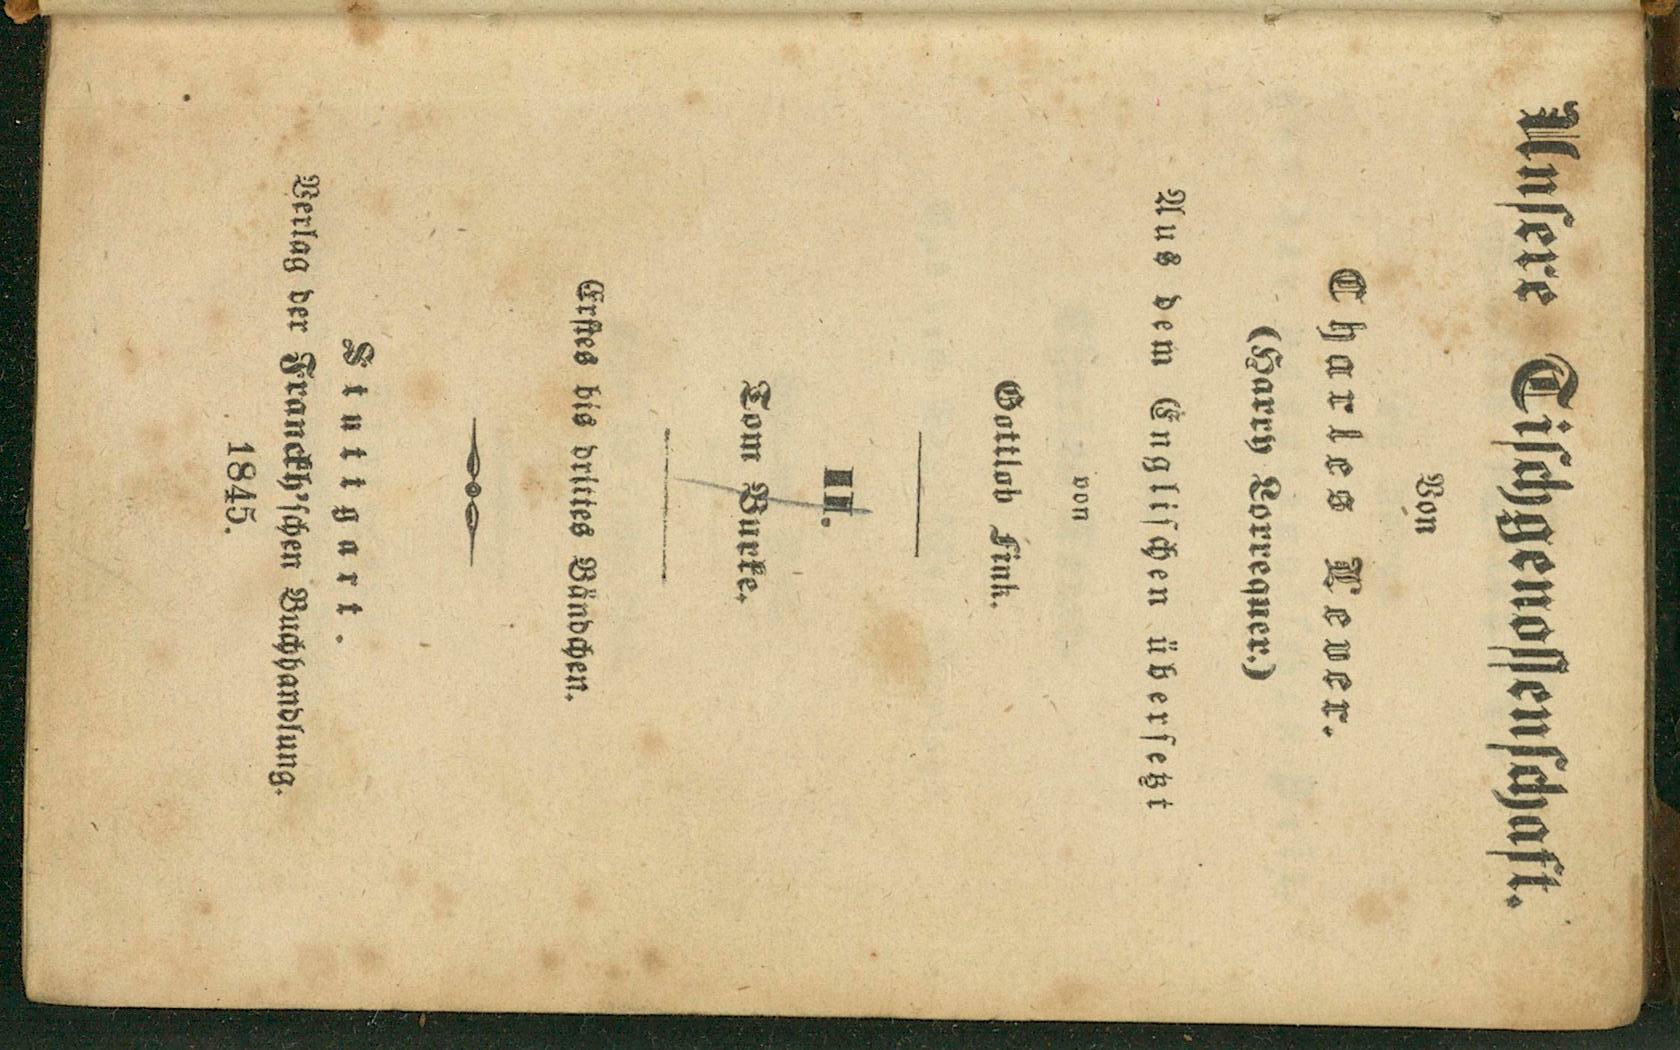 Unſere Tiſchgenoſſenſchaft.
Von
Charles Lever.
(Harry Lorrequer.)
Aus dem Engliſchen überſetzt
von
Gottlob Fink.
II.
Tom Burke.
Erſtes bis drittes Bändchen.
Stuttgart.
Verlag der Franckh'ſchen Buchhandlung.
1845.